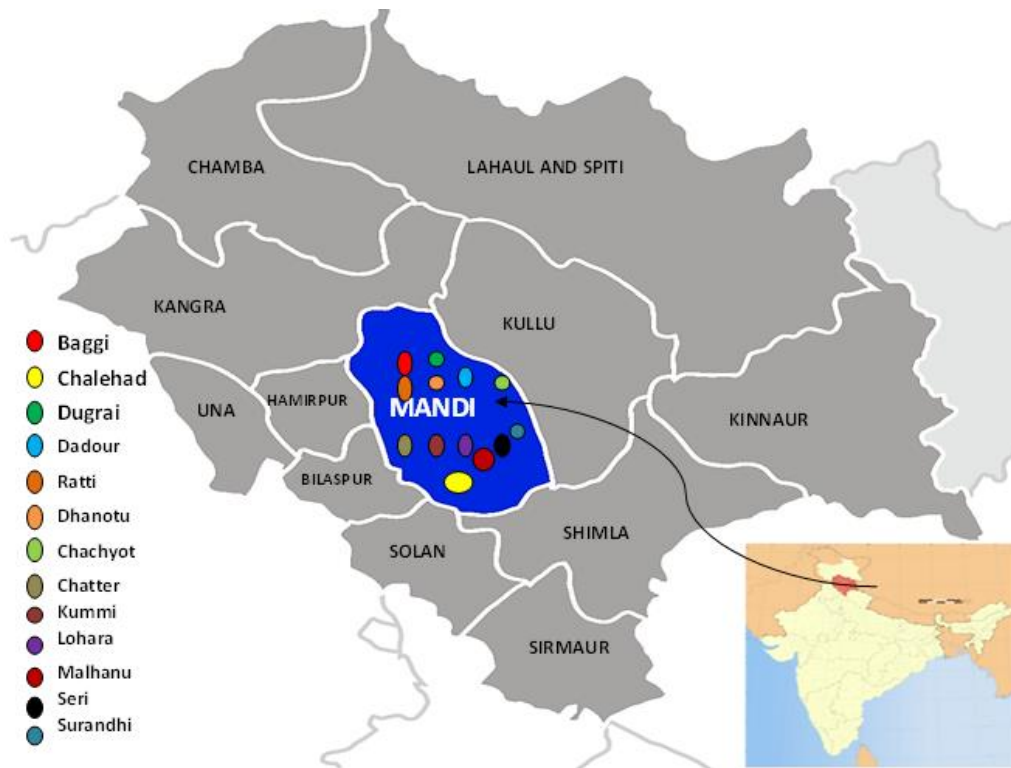 CHAMBA
LAHAUL AND SPITI
KANGRA
KULLU
UNA
HAMIRPUR
MANDI
KINNAUR
BILASPUR
SOLAN
SHIMLA
SIRMAUR
Baggi
Chalehad
Dugrai
Dadour
Ratti
Dhanotu
Chachyot
Chatter
Kummi
Lohara
Malhanu
Seri
Surandhi